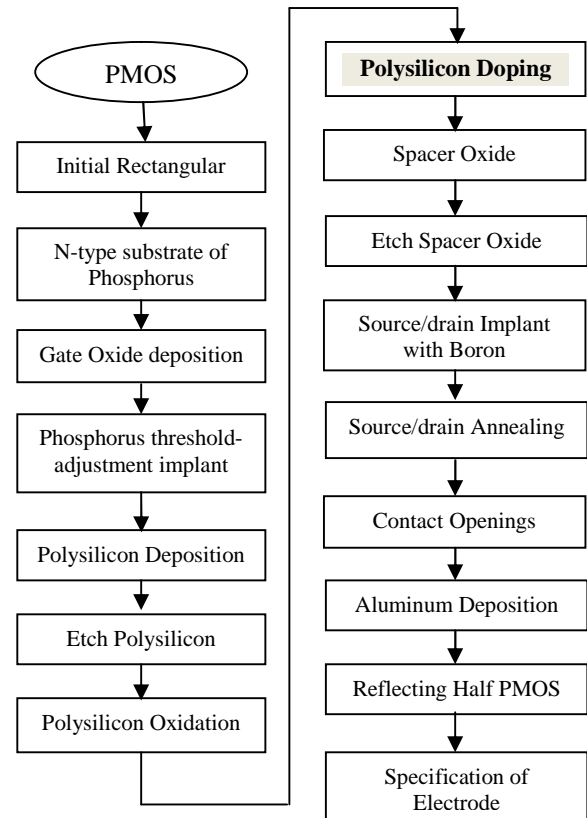 PMOS
Initial Rectangular
N-type substrate of
Phosphorus
Gate Oxide deposition
Phosphorus threshold-
adjustment implant
Polysilicon Deposition
Etch Polysilicon
Polysilicon Oxidation
Polysilicon Doping
Spacer Oxide
Etch Spacer Oxide
Source/drain Implant
with Boron
Source/drain Annealing
Contact Openings
Aluminum Deposition
Reflecting Half PMOS
Specification of
Electrode